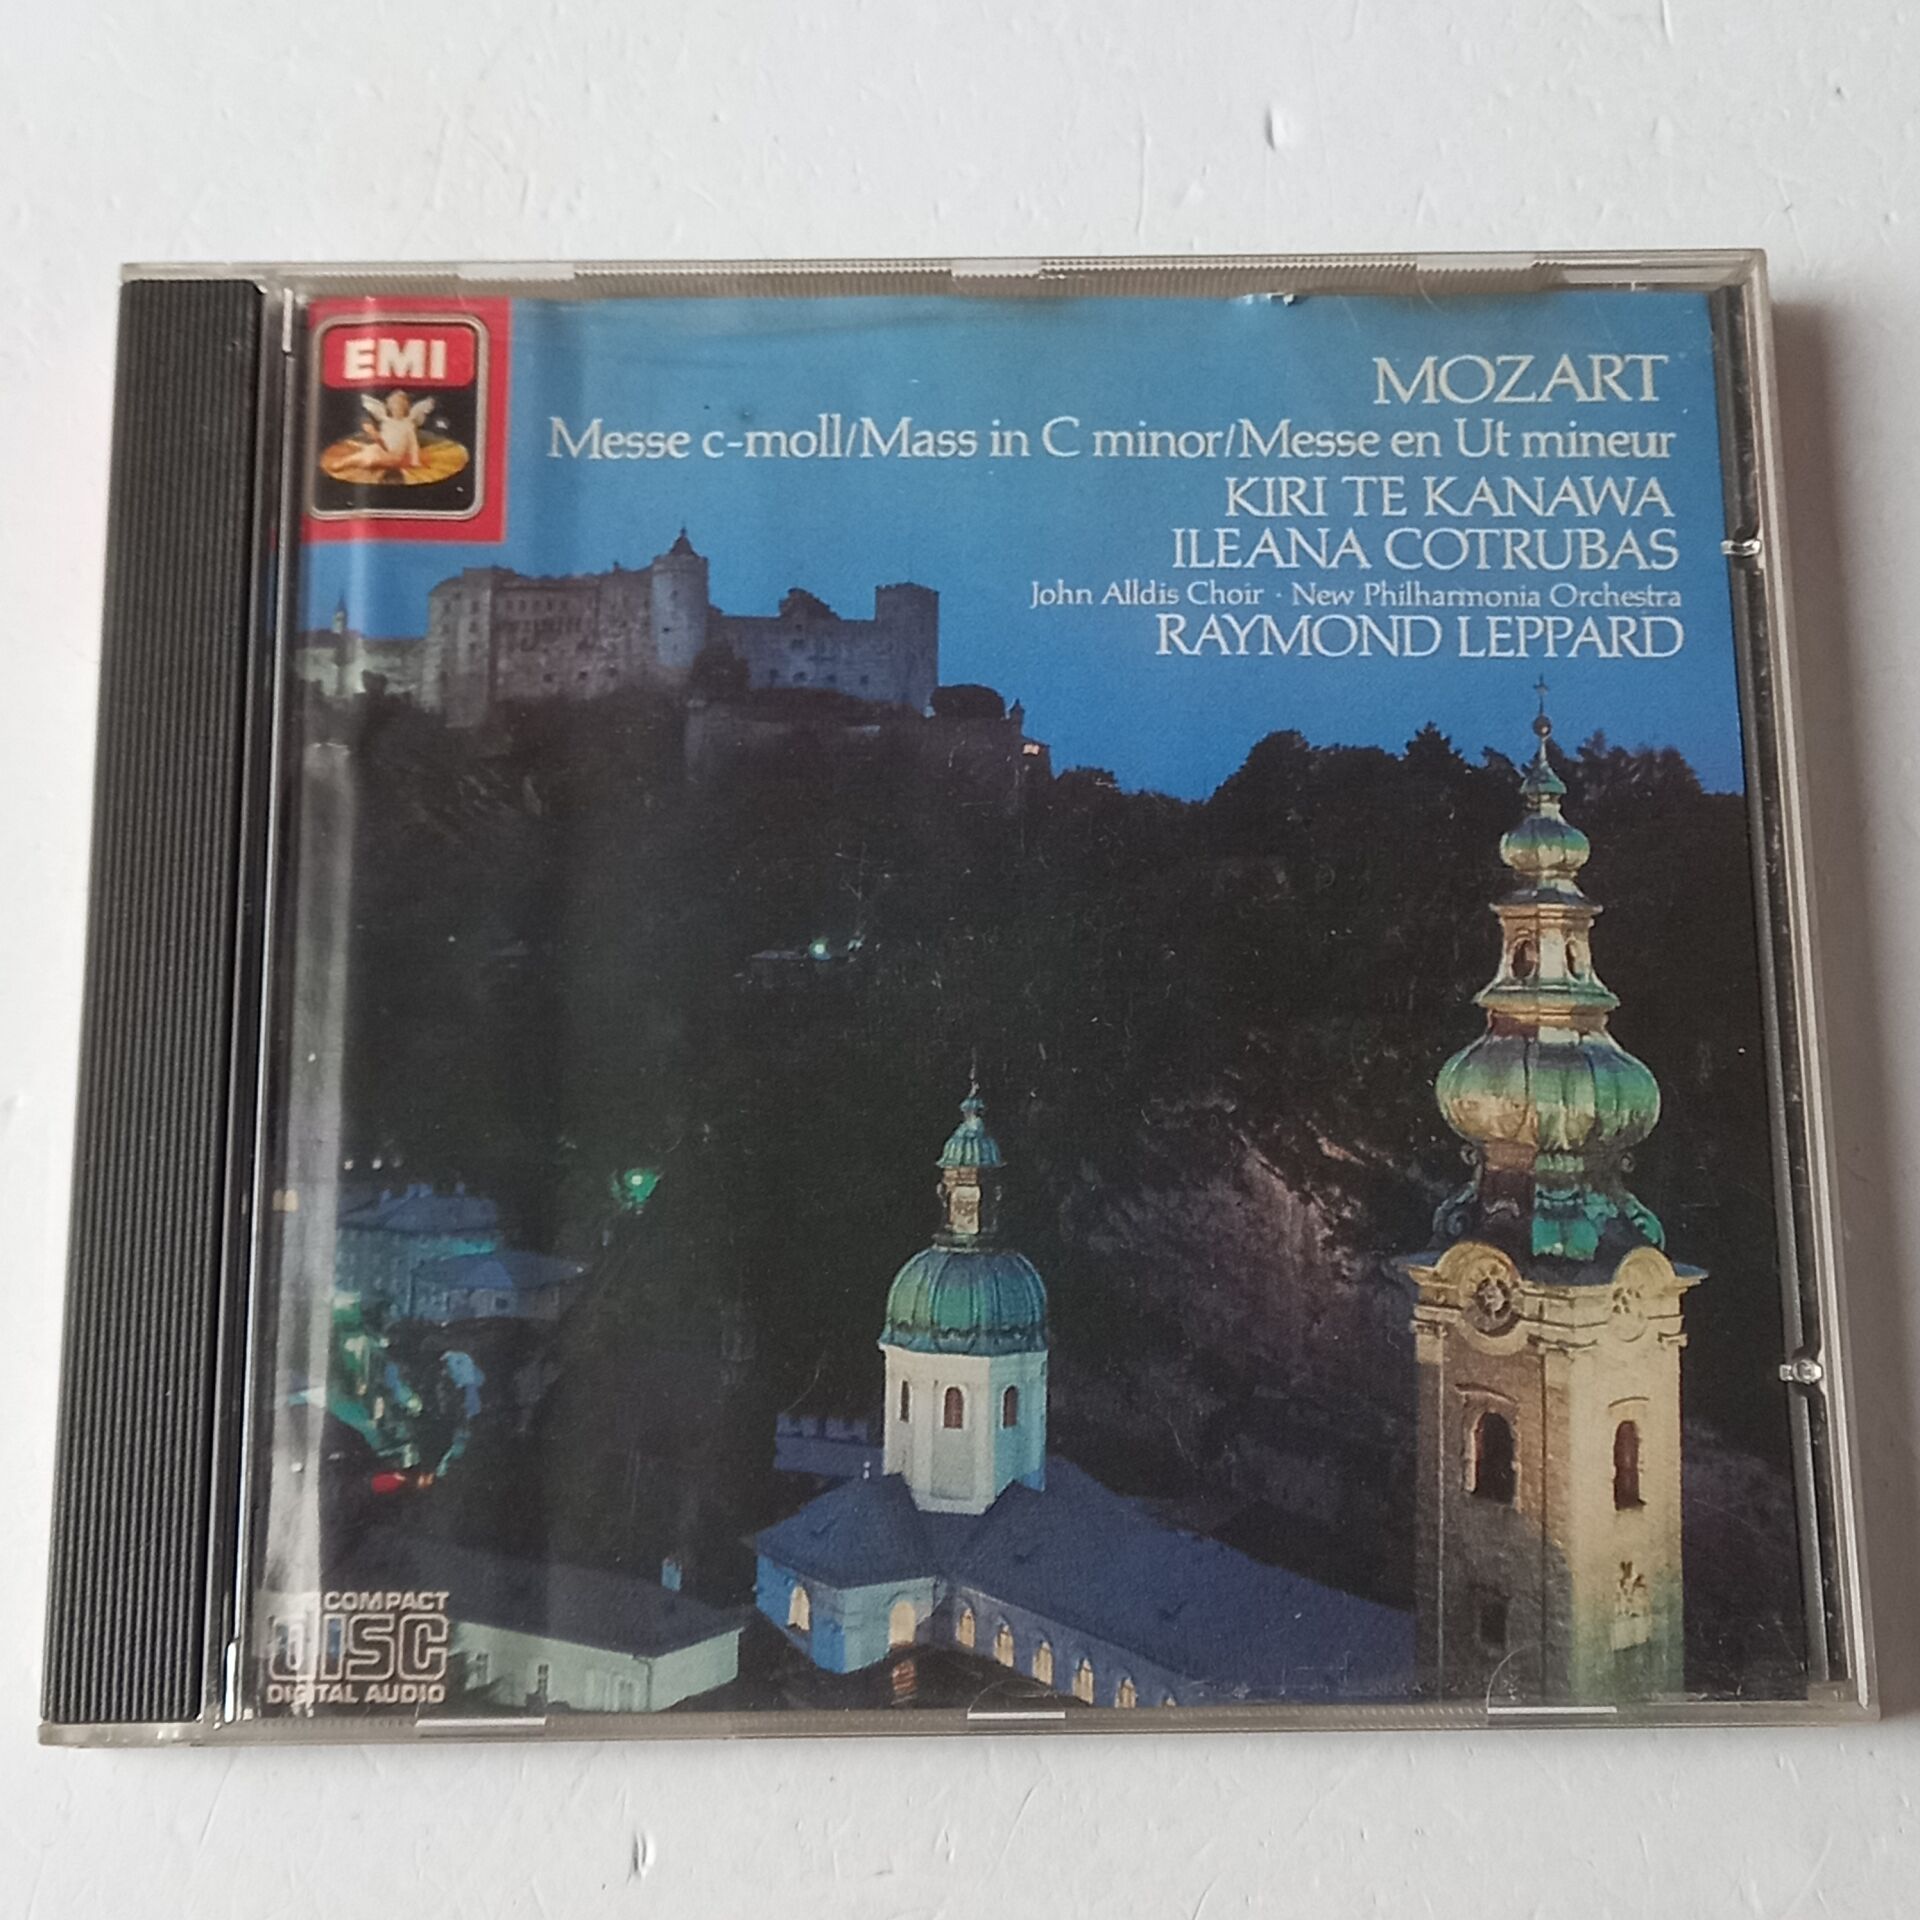 EMI
MOZART
Messe c-moll/Mass in C minor/Messe en Ut mineur
KIRI TE KANAWA
ILEANA COTRUBAS
John Alldis Choir · New Philharmonia Orchestra
RAYMOND LEPPARD
COMPACT
DISC
DIGITAL AUDIO